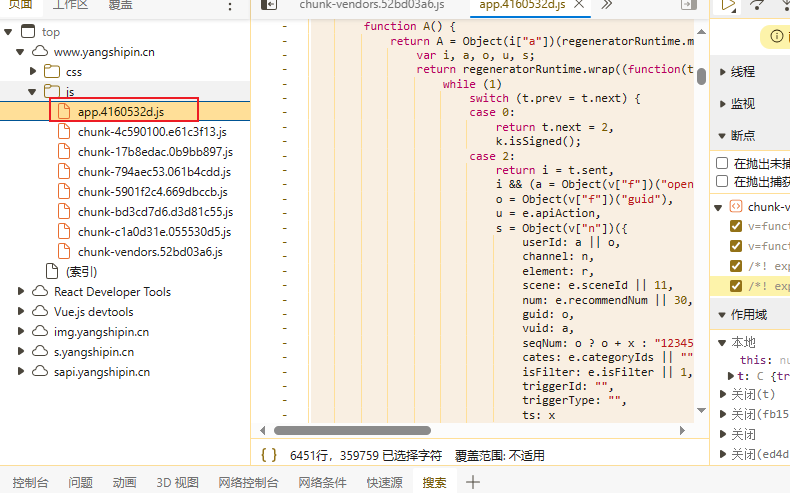 页面 工作区 覆盖
chunk-vendors.52bd03a6.js app.4160532d.js
top
www.yangshipin.cn
css
js
app.4160532d.js
chunk-4c590100.e61c3f13.js
chunk-17b8edac.0b9bb897.js
chunk-794aec53.061b4cdd.js
chunk-5901f2c4.669dbccb.js
chunk-bd3cd7d6.d3d81c55.js
chunk-c1a0d31e.055530d5.js
chunk-vendors.52bd03a6.js
(索引)
React Developer Tools
Vue.js devtools
img.yangshipin.cn
s.yangshipin.cn
sapi.yangshipin.cn
function A() {
return A = Object(i["a"])(regeneratorRuntime.m
var i, a, o, u, s;
return regeneratorRuntime.wrap((function(t
while (1)
switch (t.prev = t.next) {
case 0:
return t.next = 2,
k.isSigned();
case 2:
return i = t.sent,
i && (a = Object(v["f"])("open
o = Object(v["f"])("guid"),
u = e.apiAction,
s = Object(v["n"])({
userId: a || o,
channel: n,
element: r,
scene: e.sceneId || 11,
num: e.recommendNum || 30,
guid: o,
vuid: a,
seqNum: o ? o + x : "12345
cates: e.categoryIds || ""
isFilter: e.isFilter || 1,
triggerId: "",
triggerType: "",
ts: x
{ } 6451行，359759 已选择字符 覆盖范围: 不适用
线程
监视
断点
在抛出未捕
在抛出捕获
chunk-v
v=funct
v=funct
/*! exp
/*! exp
作用域
本地
this: nu
t: C {tr
关闭(t)
关闭(fb15
关闭
关闭(ed4d
控制台 问题 动画 3D 视图 网络控制台 网络条件 快速源 搜索